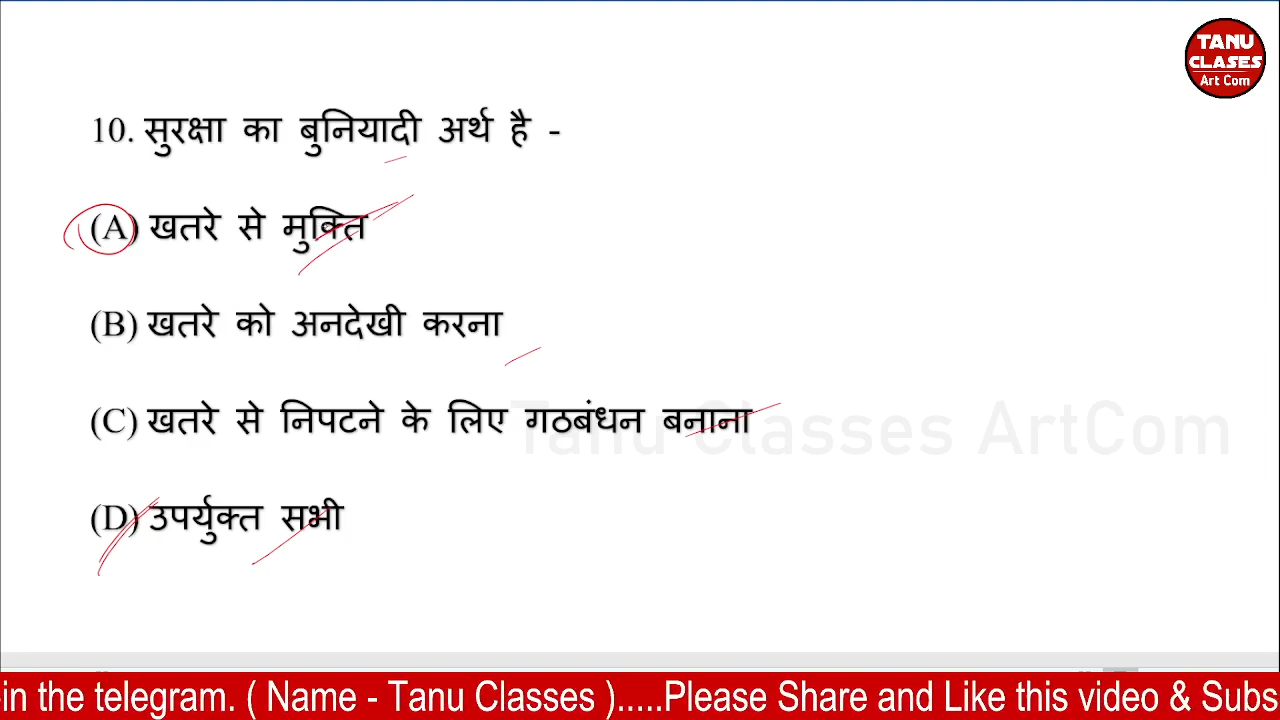 TANU
CLASES
Art Com
10. सुरक्षा का बुनियादी अर्थ है -
(A) खतरे से मुक्ति
(B) खतरे को अनदेखी करना
(C) खतरे से निपटने के लिए गठबंधन बनाना
Tanu Classes ArtCom
(D) उपर्युक्त सभी
in the telegram. ( Name - Tanu Classes ).....Please Share and Like this video & Subs